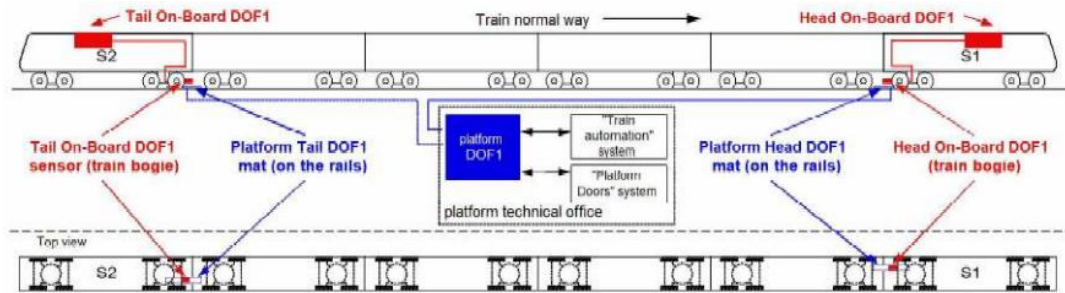 Tail On-Board DOF1
Train normal way
Head On-Board DOF1
S2
S1
Tail On-Board DOF1
sensor (train bogie)
Platform Tail DOF1
mat (on the rails)
platform
DOF1
"Train
automation"
system
"Platform
Doors" system
platform technical office
Platform Head DOF1
mat (on the rails)
Head On-Board DOF1
(train bogie)
Top view
S2
S1